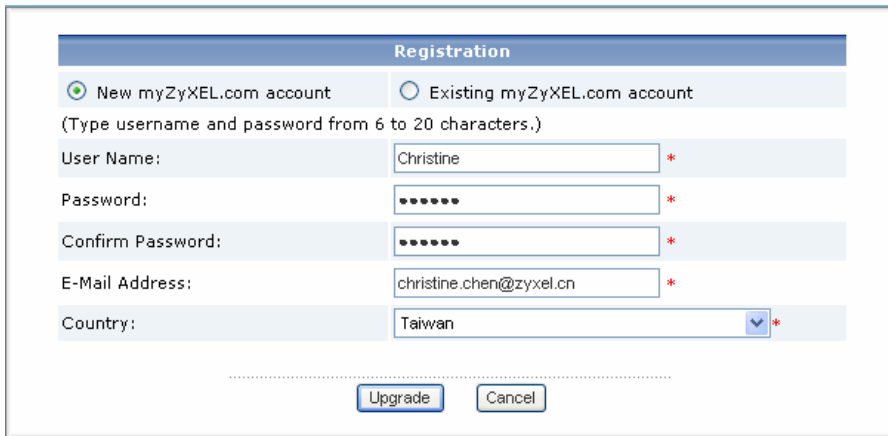 Registration
New myZyXEL.com account Existing myZyXEL.com account
(Type username and password from 6 to 20 characters.)
User Name: Christine *
Password: •••••• *
Confirm Password: •••••• *
E-Mail Address: christine.chen@zyxel.cn *
Country: Taiwan *
Upgrade Cancel